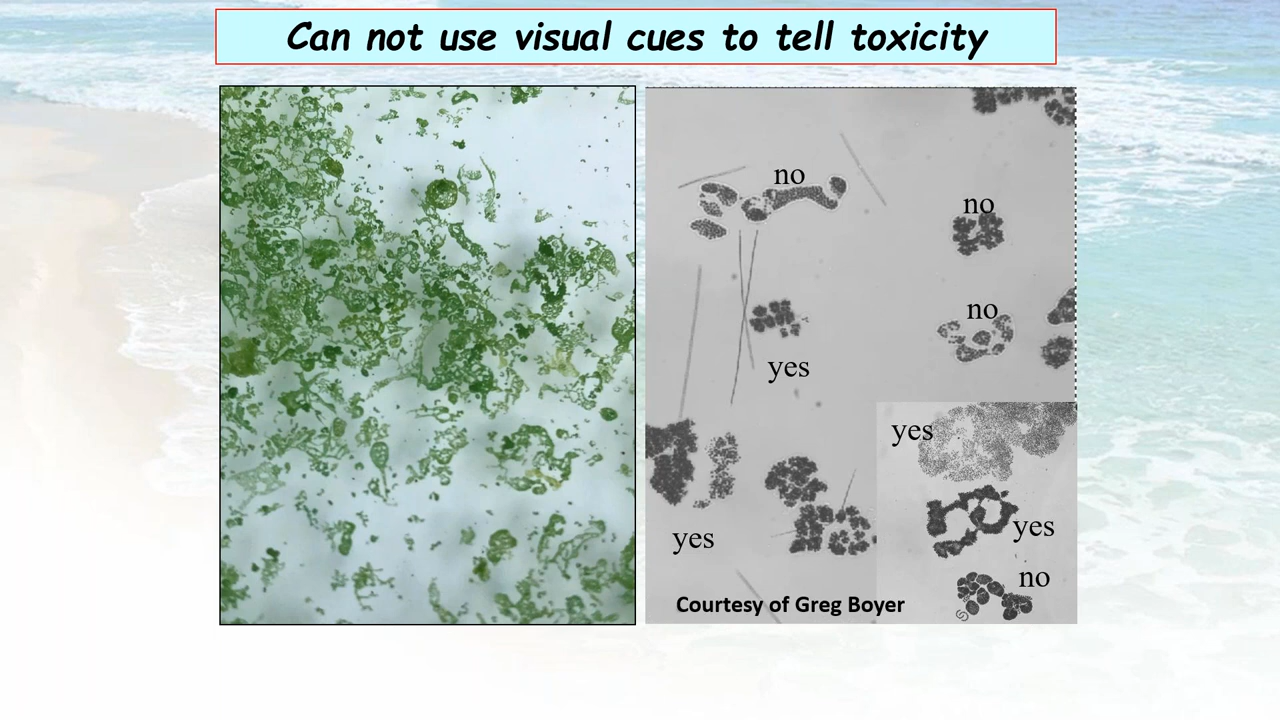 Can not use visual cues to tell toxicity
no
no
no
yes
yes
yes
yes
no
Courtesy of Greg Boyer